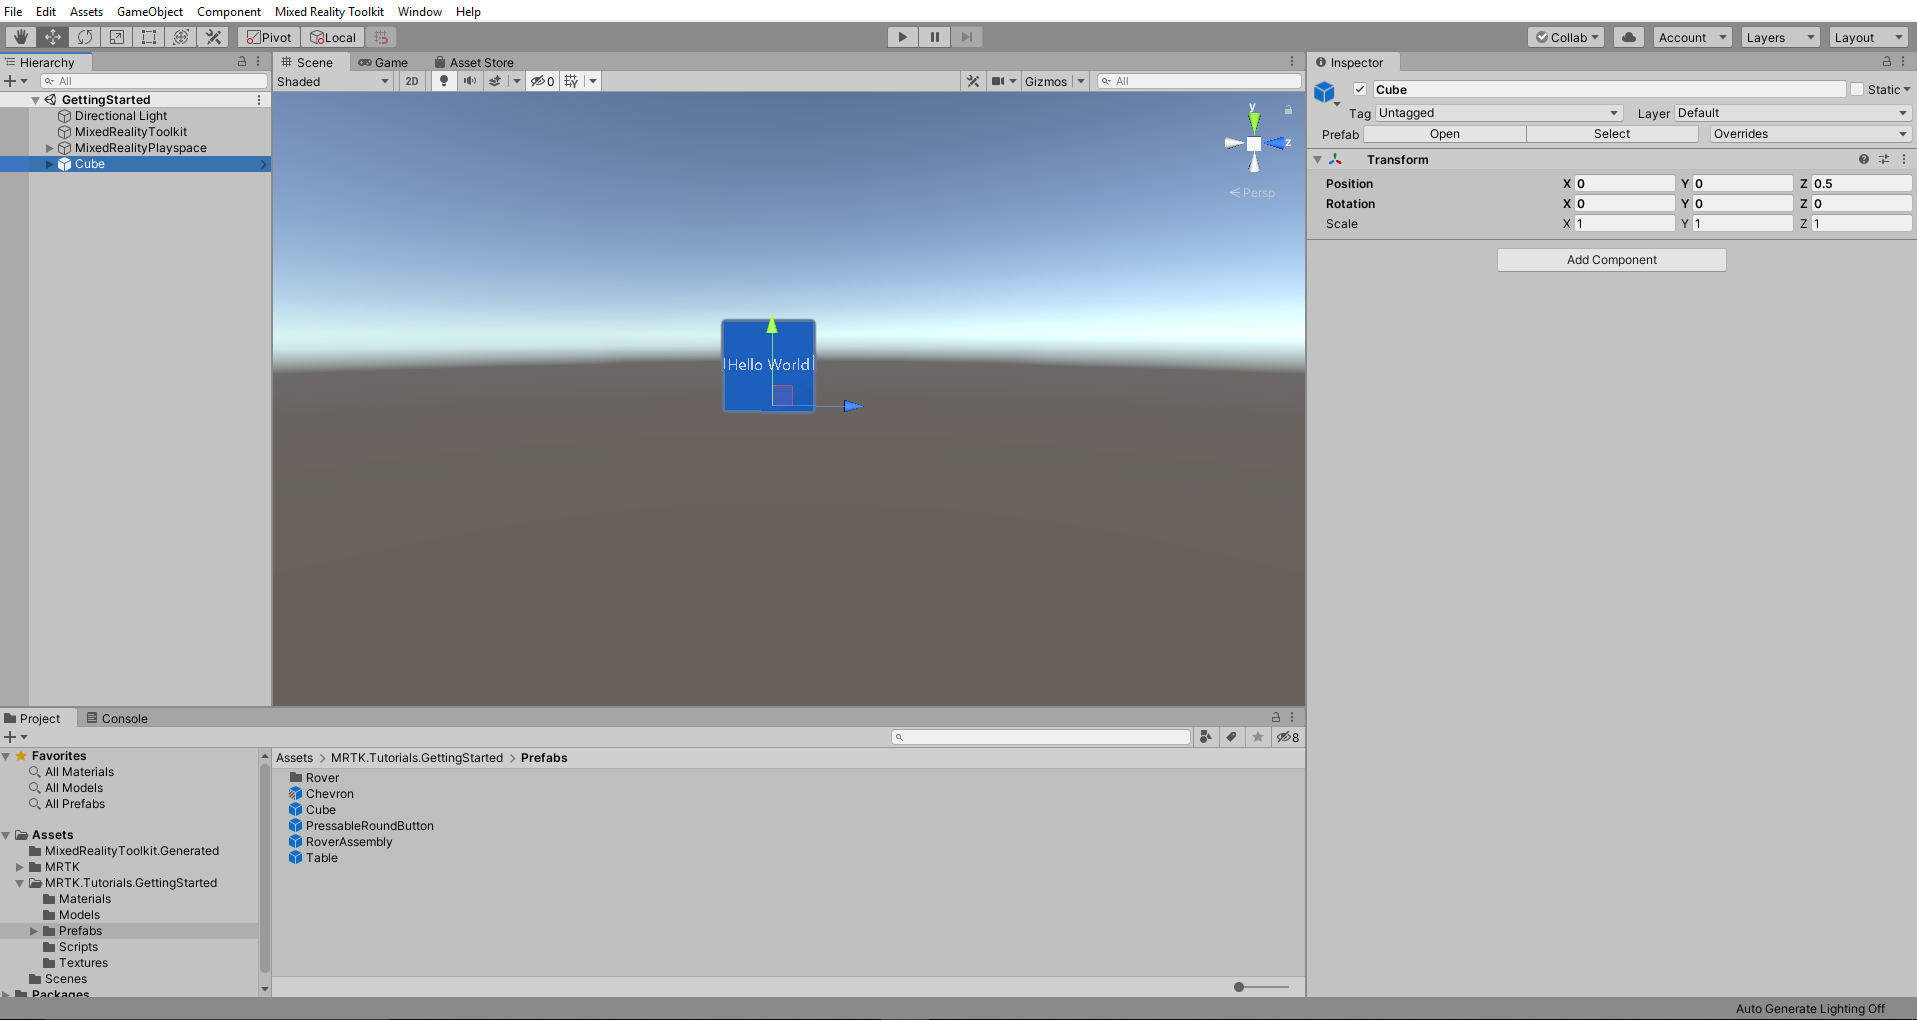 File Edit Assets GameObject Component Mixed Reality Toolkit Window Help
Pivot Local Collab Account Layers Layout
Hierarchy
All
GettingStarted
Directional Light
MixedRealityToolkit
MixedRealityPlayspace
Cube
Scene Game Asset Store
Shaded 2D 0 Gizmos All
y
z
Persp
Hello World
Inspector
Cube Static
Tag Untagged Layer Default
Prefab Open Select Overrides
Transform
Position X 0 Y 0 Z 0.5
Rotation X 0 Y 0 Z 0
Scale X 1 Y 1 Z 1
Add Component
Project Console
8
Favorites
All Materials
All Models
All Prefabs
Assets
MixedRealityToolkit.Generated
MRTK
MRTK.Tutorials.GettingStarted
Materials
Models
Prefabs
Scripts
Textures
Scenes
Packages
Assets > MRTK.Tutorials.GettingStarted > Prefabs
Rover
Chevron
Cube
PressableRoundButton
RoverAssembly
Table
Auto Generate Lighting Off